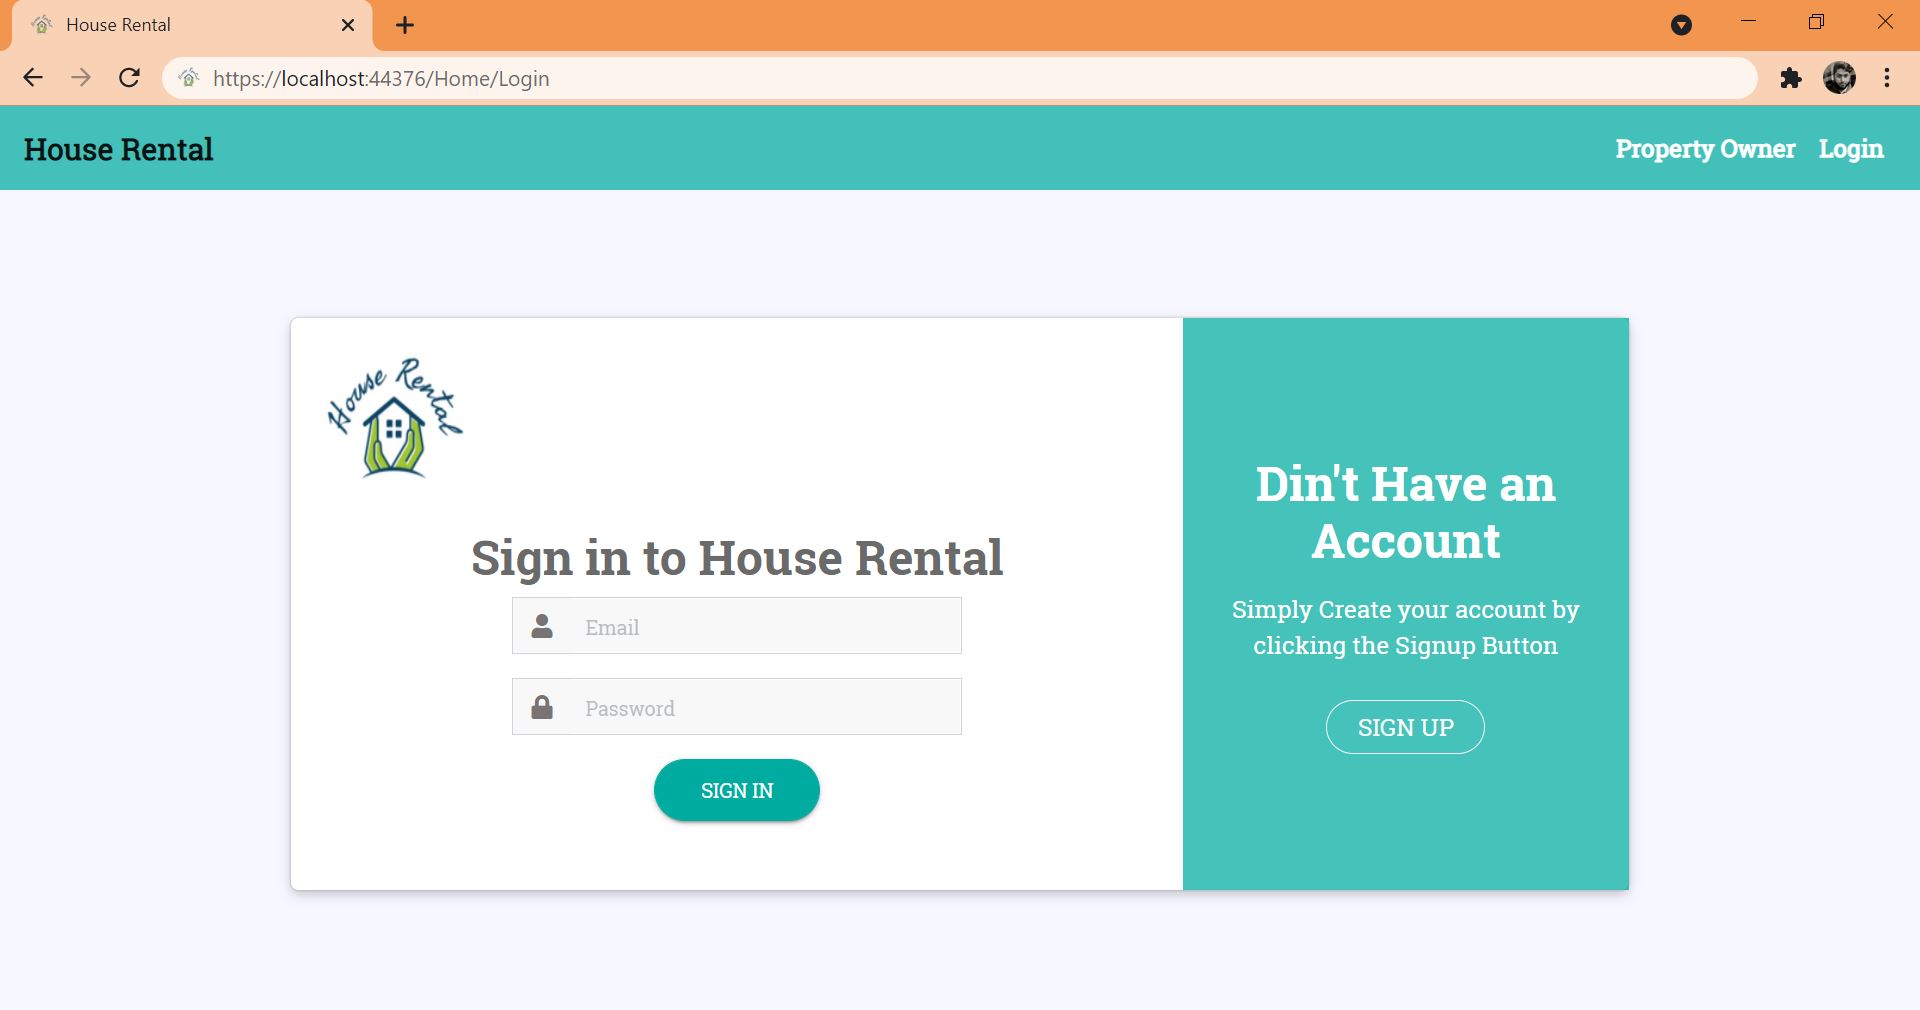 House Rental
https://localhost:44376/Home/Login
House Rental
Property Owner Login
House Rental
Sign in to House Rental
Email
Password
SIGN IN
Din't Have an
Account
Simply Create your account by
clicking the Signup Button
SIGN UP